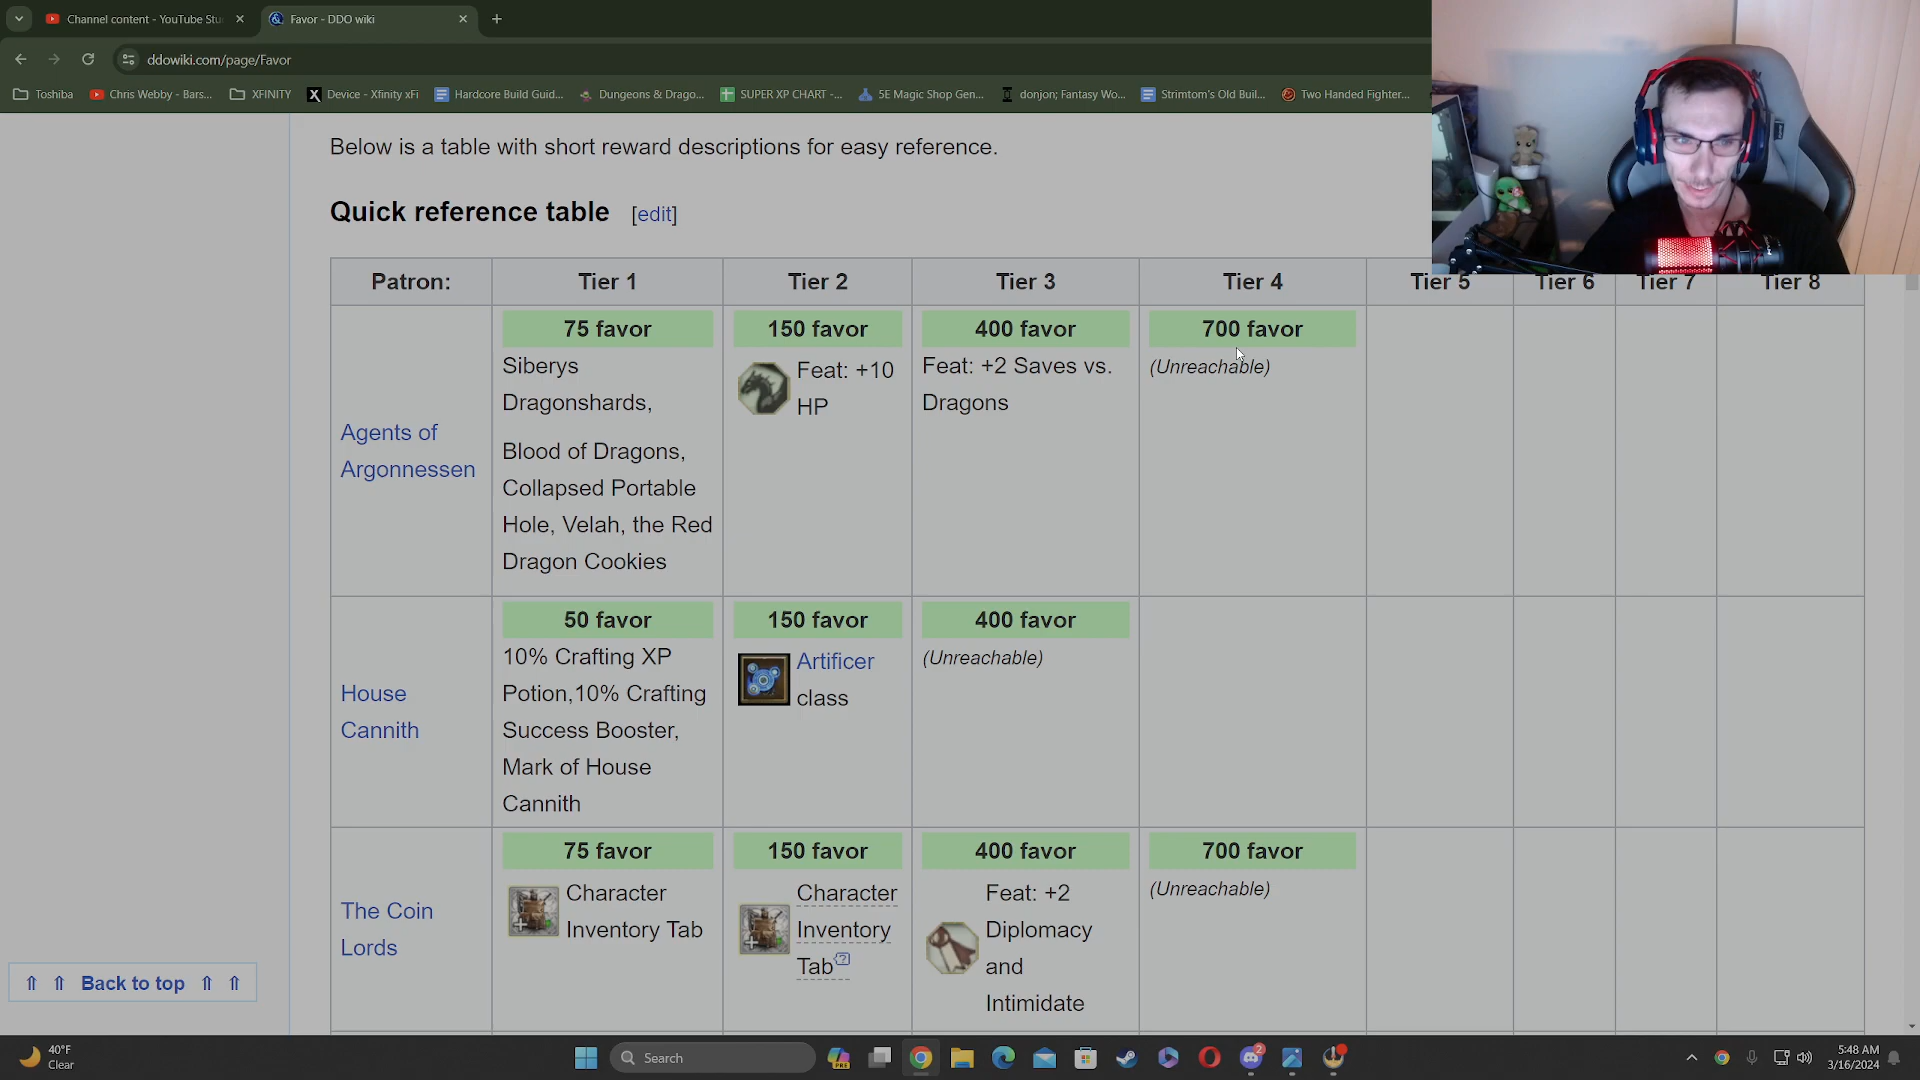 Channel content - YouTube Stu
Favor - DDO wiki
ddowiki.com/page/Favor
Toshiba
Chris Webby - Bars...
XFINITY
Device - Xfinity xFi
Hardcore Build Guid...
Dungeons & Drago...
SUPER XP CHART -...
5E Magic Shop Gen...
donjon; Fantasy Wo...
Strimtom's Old Buil...
Two Handed Fighter...
Below is a table with short reward descriptions for easy reference.
Quick reference table [edit]
Patron: Tier 1 Tier 2 Tier 3 Tier 4 Tier 5 Tier 6 Tier 7 Tier 8
Agents of
Argonnessen
75 favor
Siberys
Dragonshards,
Blood of Dragons,
Collapsed Portable
Hole, Velah, the Red
Dragon Cookies
150 favor
Feat: +10
HP
400 favor
Feat: +2 Saves vs.
Dragons
700 favor
(Unreachable)
House
Cannith
50 favor
10% Crafting XP
Potion,10% Crafting
Success Booster,
Mark of House
Cannith
150 favor
Artificer
class
400 favor
(Unreachable)
The Coin
Lords
75 favor
Character
Inventory Tab
150 favor
Character
Inventory
Tab
400 favor
Feat: +2
Diplomacy
and
Intimidate
700 favor
(Unreachable)
⇑ ⇑ Back to top ⇑ ⇑
40°F
Clear
Search
PRE
2
5:48 AM
3/16/2024